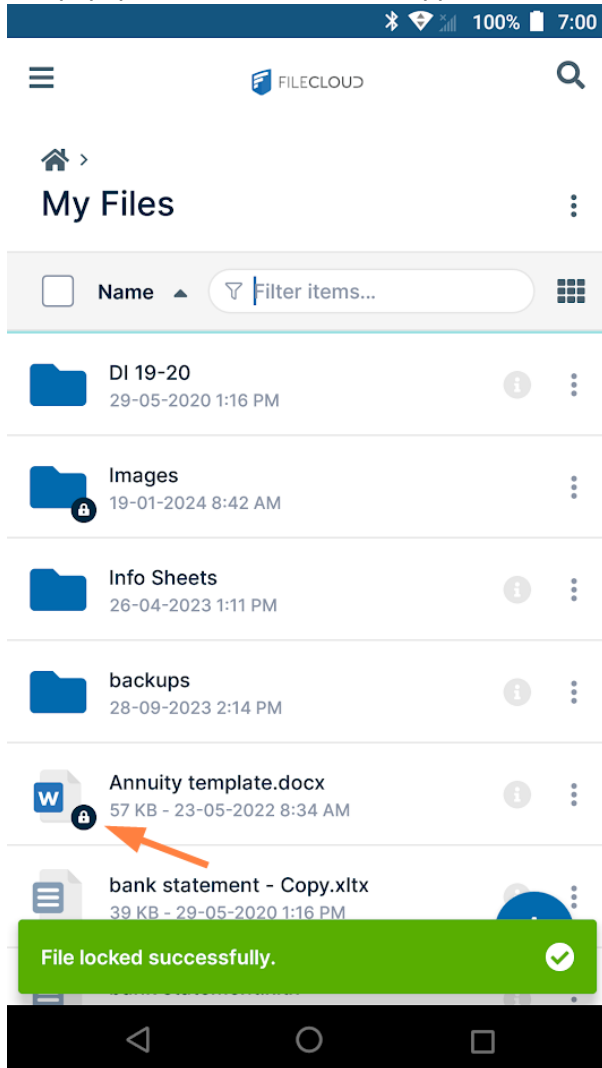 100% 7:00
FILECLOUD
My Files
Name Filter items...
DI 19-20
29-05-2020 1:16 PM
Images
19-01-2024 8:42 AM
Info Sheets
26-04-2023 1:11 PM
backups
28-09-2023 2:14 PM
W Annuity template.docx
57 KB - 23-05-2022 8:34 AM
bank statement - Copy.xltx
39 KB - 29-05-2020 1:16 PM
File locked successfully.